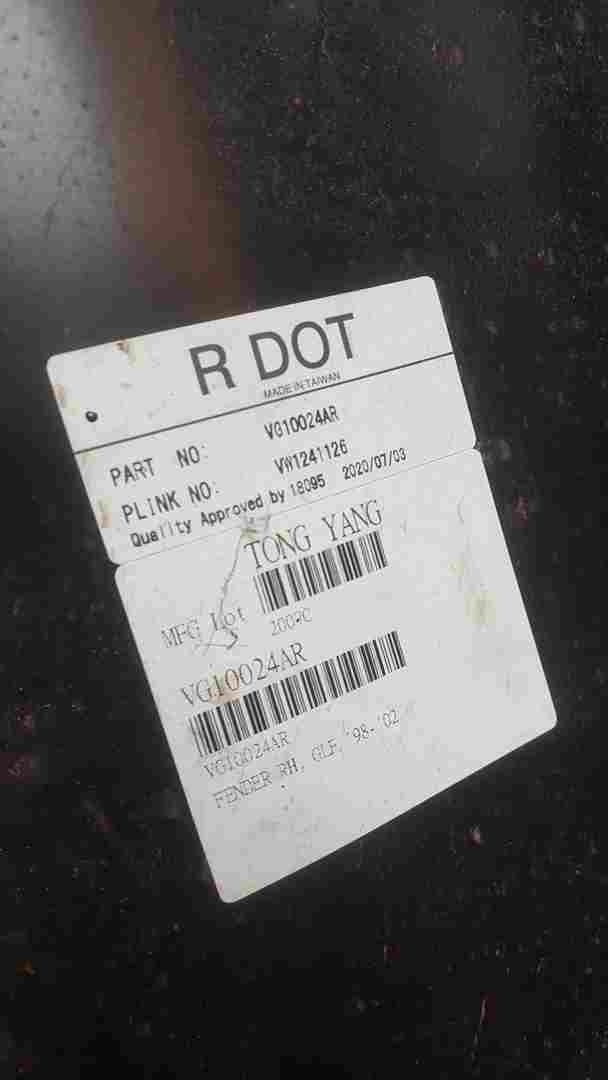 R DOT
MADE IN TAIWAN
PART NO: VG10024AR
PLINK NO: VW1241126
Quality Approved by 18095 2020/07/03
TONG YANG
MFG Lot
VG10024AR
VG10024AR
FENDER RH, GLF, '98-'02